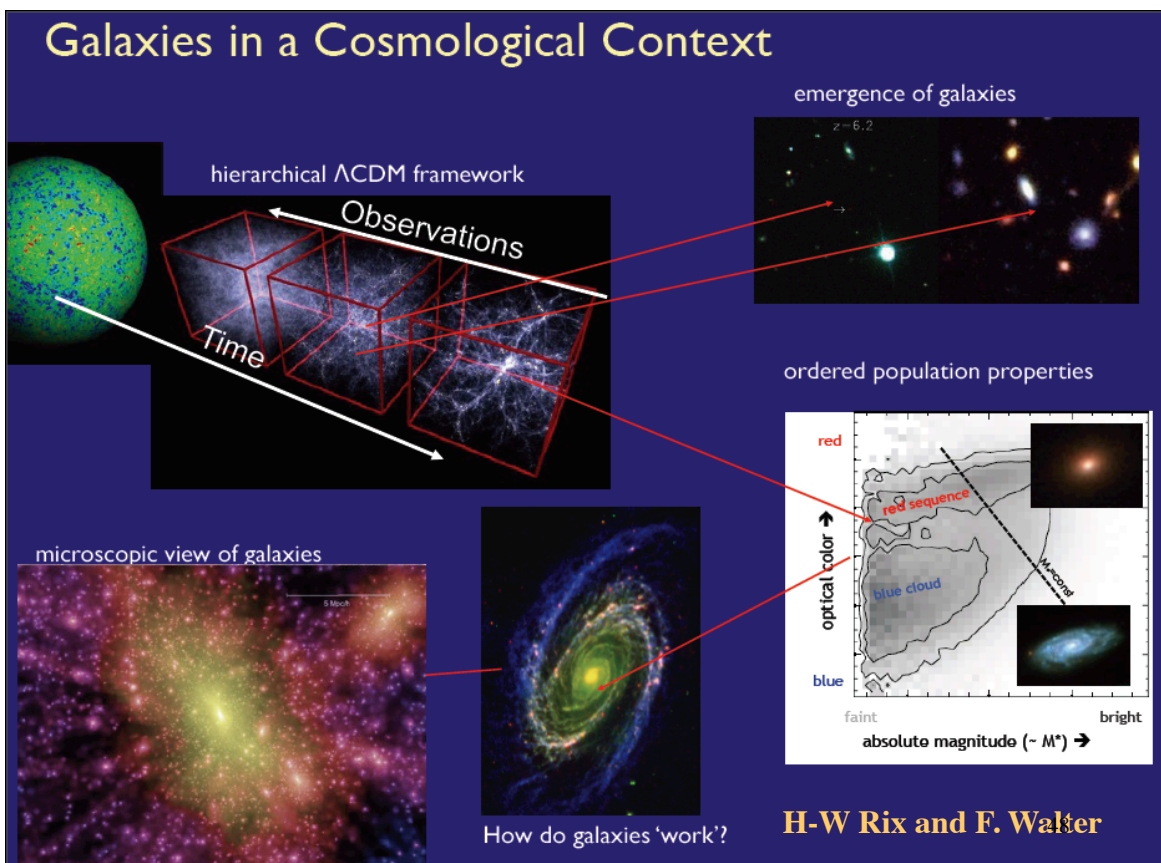 Galaxies in a Cosmological Context
emergence of galaxies
z=6.2
→
hierarchical ΛCDM framework
Observations
Time
ordered population properties
red
red sequence
optical color →
M*=const
blue cloud
blue
faint
bright
absolute magnitude (~ M*) →
microscopic view of galaxies
5 Mpc/h
How do galaxies 'work'?
H-W Rix and F. Walter